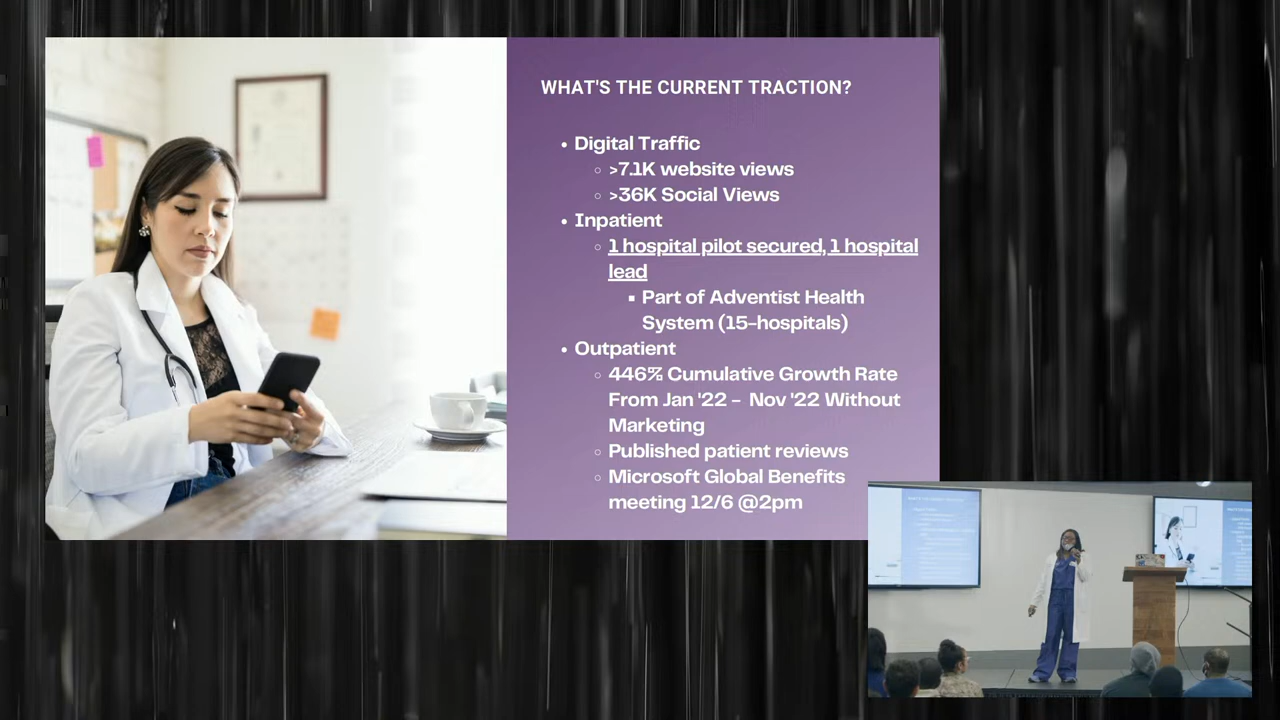 WHAT'S THE CURRENT TRACTION?
• Digital Traffic
◦ >7.1K website views
◦ >36K Social Views
• Inpatient
◦ 1 hospital pilot secured, 1 hospital
lead
▪ Part of Adventist Health
System (15-hospitals)
• Outpatient
◦ 446% Cumulative Growth Rate
From Jan '22 - Nov '22 Without
Marketing
◦ Published patient reviews
◦ Microsoft Global Benefits
meeting 12/6 @2pm